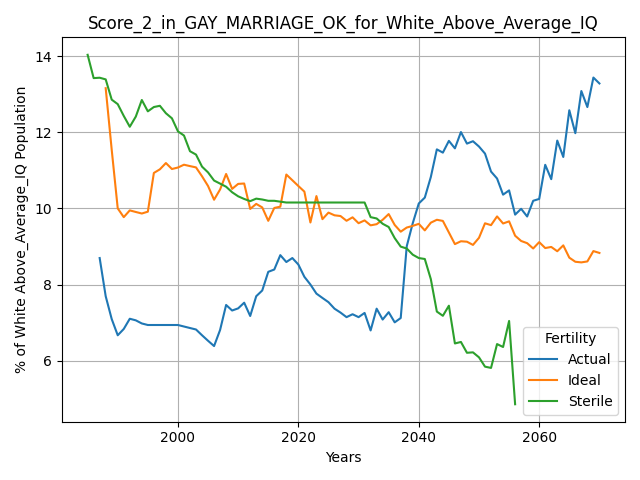 Score_2_in_GAY_MARRIAGE_OK_for_White_Above_Average_IQ
% of White Above_Average_IQ Population
14
12
10
8
6
2000 2020 2040 2060
Years
Fertility
Actual
Ideal
Sterile